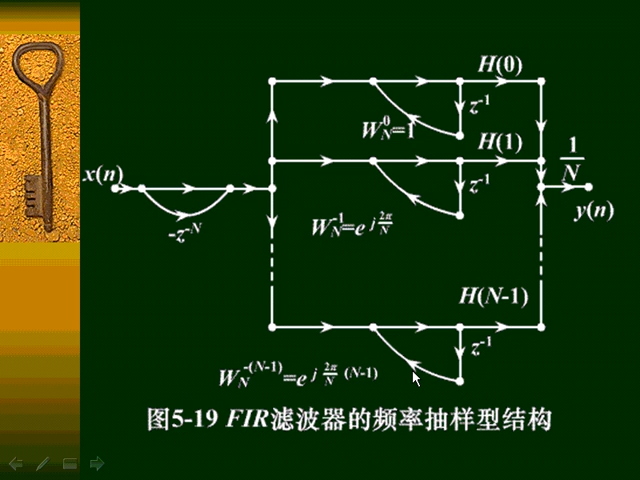 H(0)
z⁻¹
W_N^0=1
H(1)
1/N
x(n)
z⁻¹
y(n)
-z^-N
W_N^-1=e^{j 2π/N}
H(N-1)
z⁻¹
W_N^-(N-1)=e^{j 2π/N (N-1)}
图5-19 FIR滤波器的频率抽样型结构